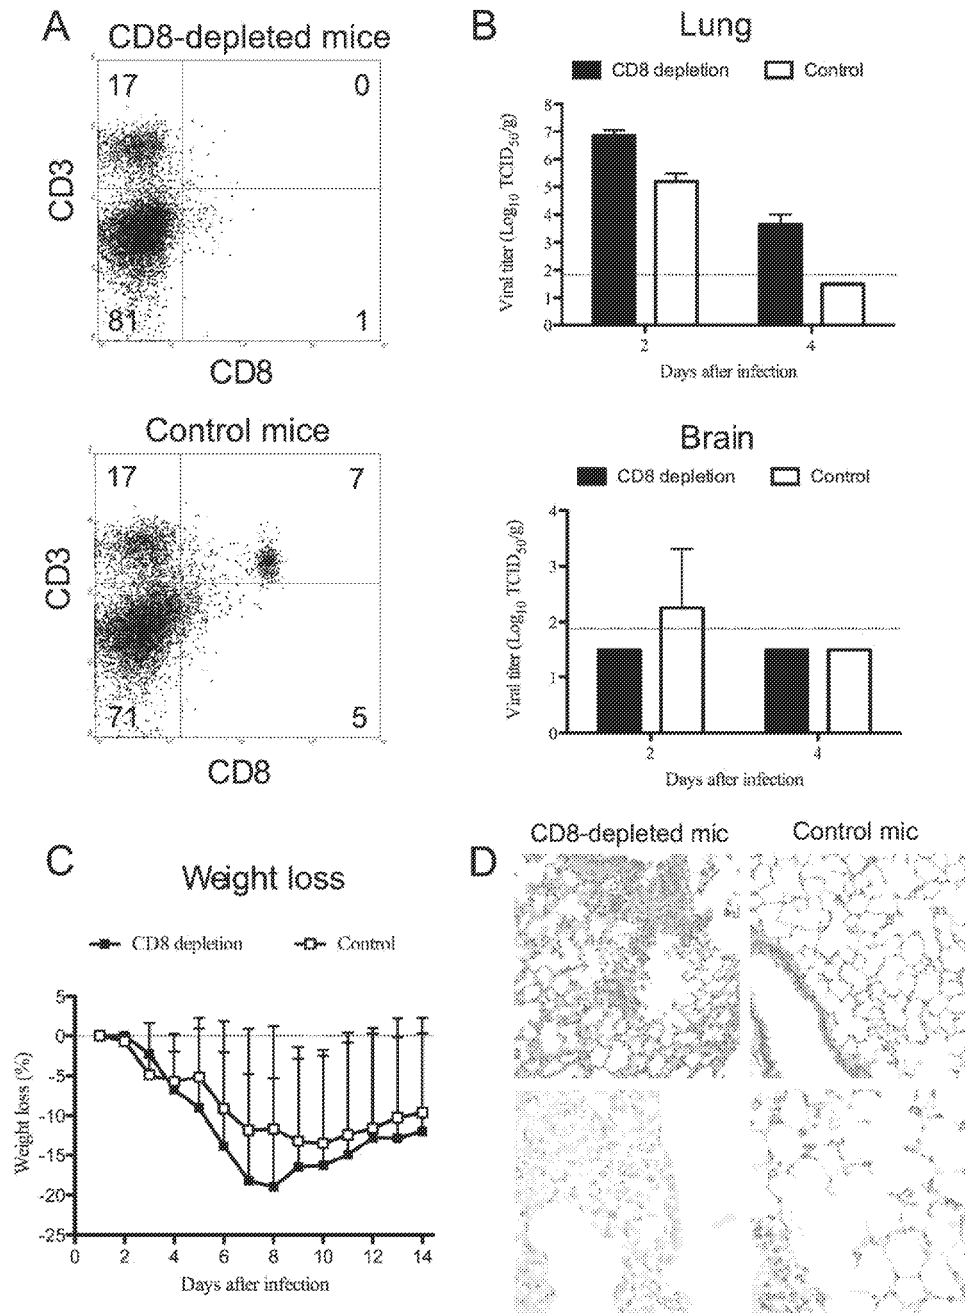 A
CD8-depleted mice
17
0
CD3
81
1
CD8
Control mice
17
7
CD3
71
5
CD8
B
Lung
CD8 depletion
Control
Viral titer (Log10 TCID50/g)
8
7
6
5
4
3
2
1
0
2
4
Days after infection
Brain
CD8 depletion
Control
Viral titer (Log10 TCID50/g)
4
3
2
1
0
2
4
Days after infection
C
Weight loss
CD8 depletion
Control
Weight loss (%)
5
0
-5
-10
-15
-20
-25
0 2 4 6 8 10 12 14
Days after infection
D
CD8-depleted mic
Control mic